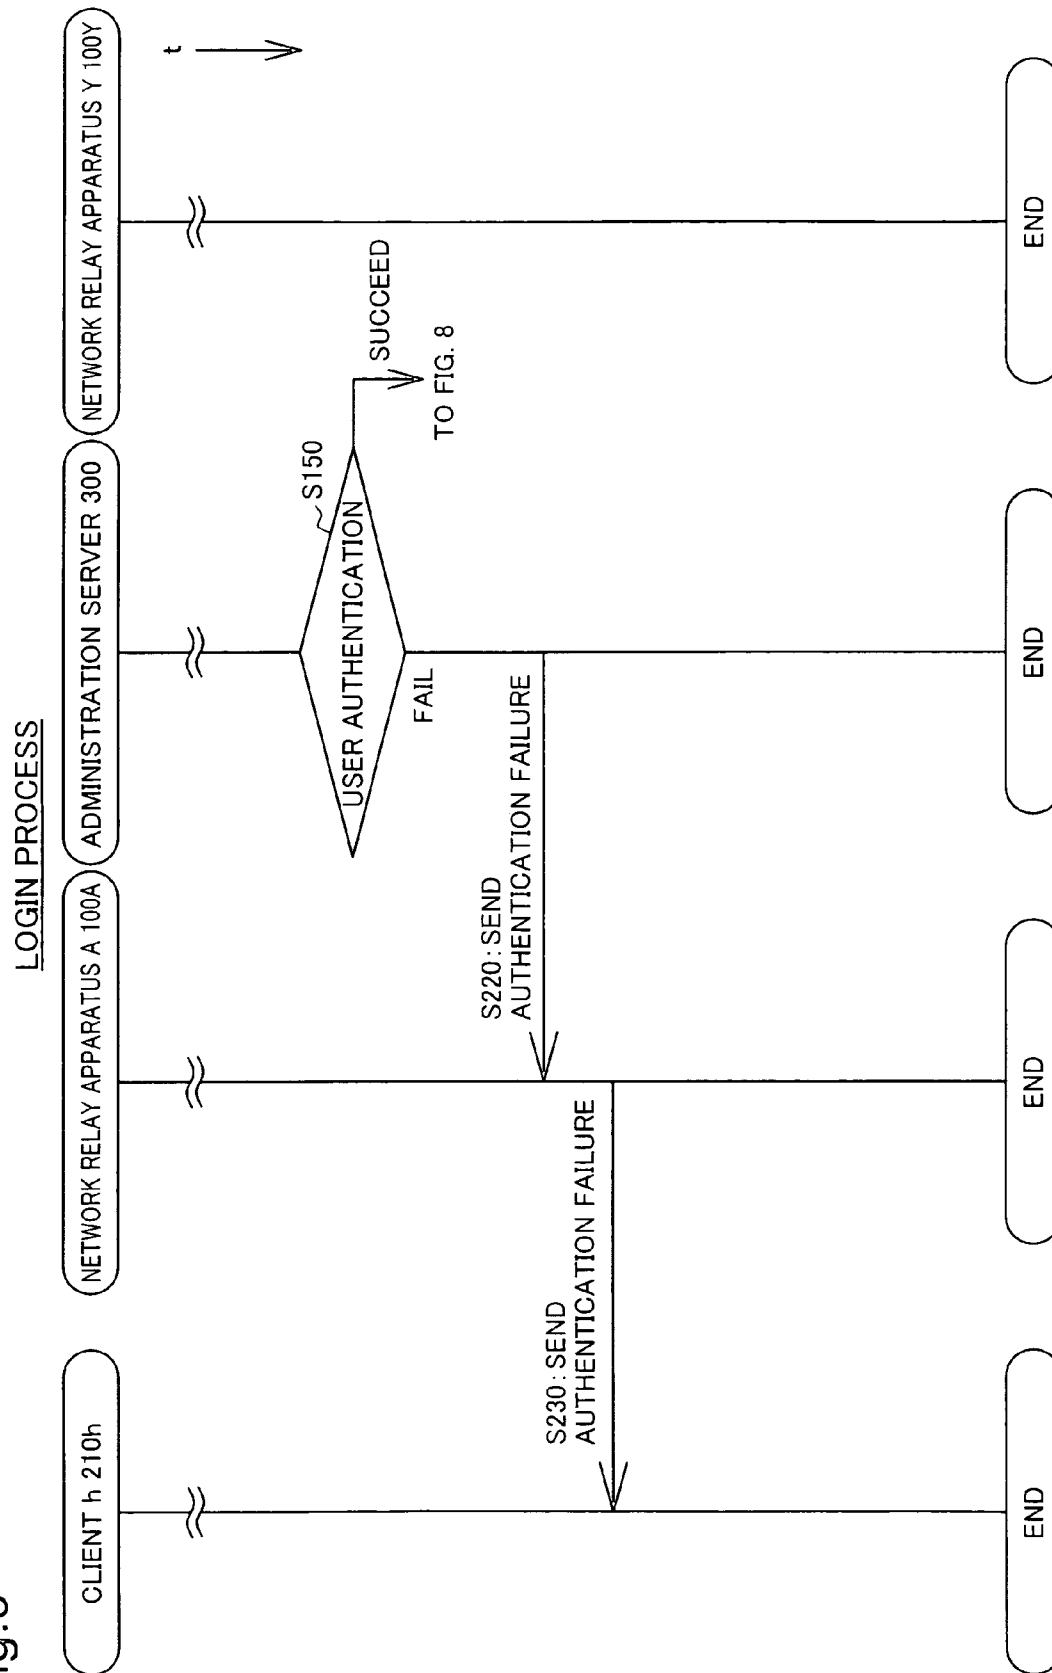 LOGIN PROCESS
CLIENT h 210h
NETWORK RELAY APPARATUS A 100A
ADMINISTRATION SERVER 300
NETWORK RELAY APPARATUS Y 100Y
t
S150
USER AUTHENTICATION
SUCCEED
TO FIG. 8
FAIL
S220:SEND
AUTHENTICATION FAILURE
S230:SEND
AUTHENTICATION FAILURE
END
END
END
END